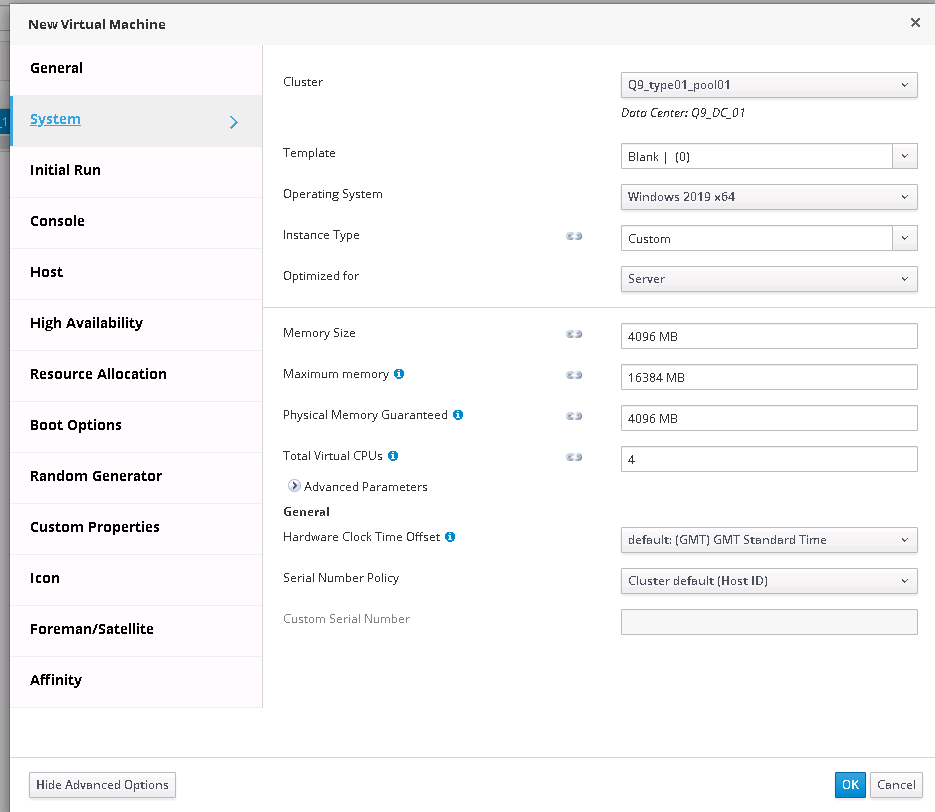 New Virtual Machine
General
System
Initial Run
Console
Host
High Availability
Resource Allocation
Boot Options
Random Generator
Custom Properties
Icon
Foreman/Satellite
Affinity
Cluster Q9_type01_pool01
Data Center: Q9_DC_01
Template Blank | (0)
Operating System Windows 2019 x64
Instance Type Custom
Optimized for Server
Memory Size 4096 MB
Maximum memory 16384 MB
Physical Memory Guaranteed 4096 MB
Total Virtual CPUs 4
Advanced Parameters
General
Hardware Clock Time Offset default: (GMT) GMT Standard Time
Serial Number Policy Cluster default (Host ID)
Custom Serial Number
Hide Advanced Options OK Cancel